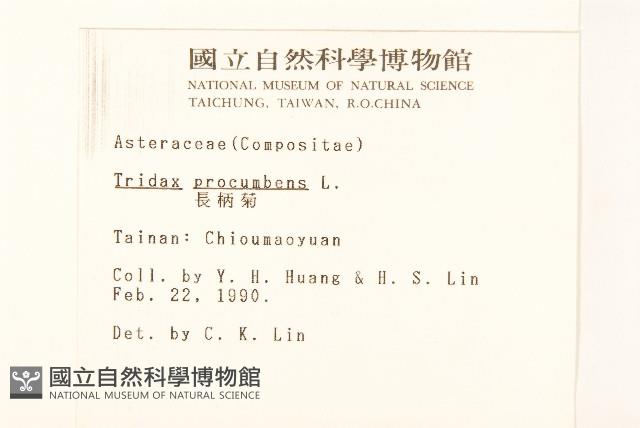 國立自然科學博物館
NATIONAL MUSEUM OF NATURAL SCIENCE
TAICHUNG, TAIWAN, R.O.CHINA
Asteraceae(Compositae)
Tridax procumbens L.
長柄菊
Tainan: Chioumaoyuan
Coll. by Y. H. Huang & H. S. Lin
Feb. 22, 1990.
Det. by C. K. Lin
國立自然科學博物館
NATIONAL MUSEUM OF NATURAL SCIENCE